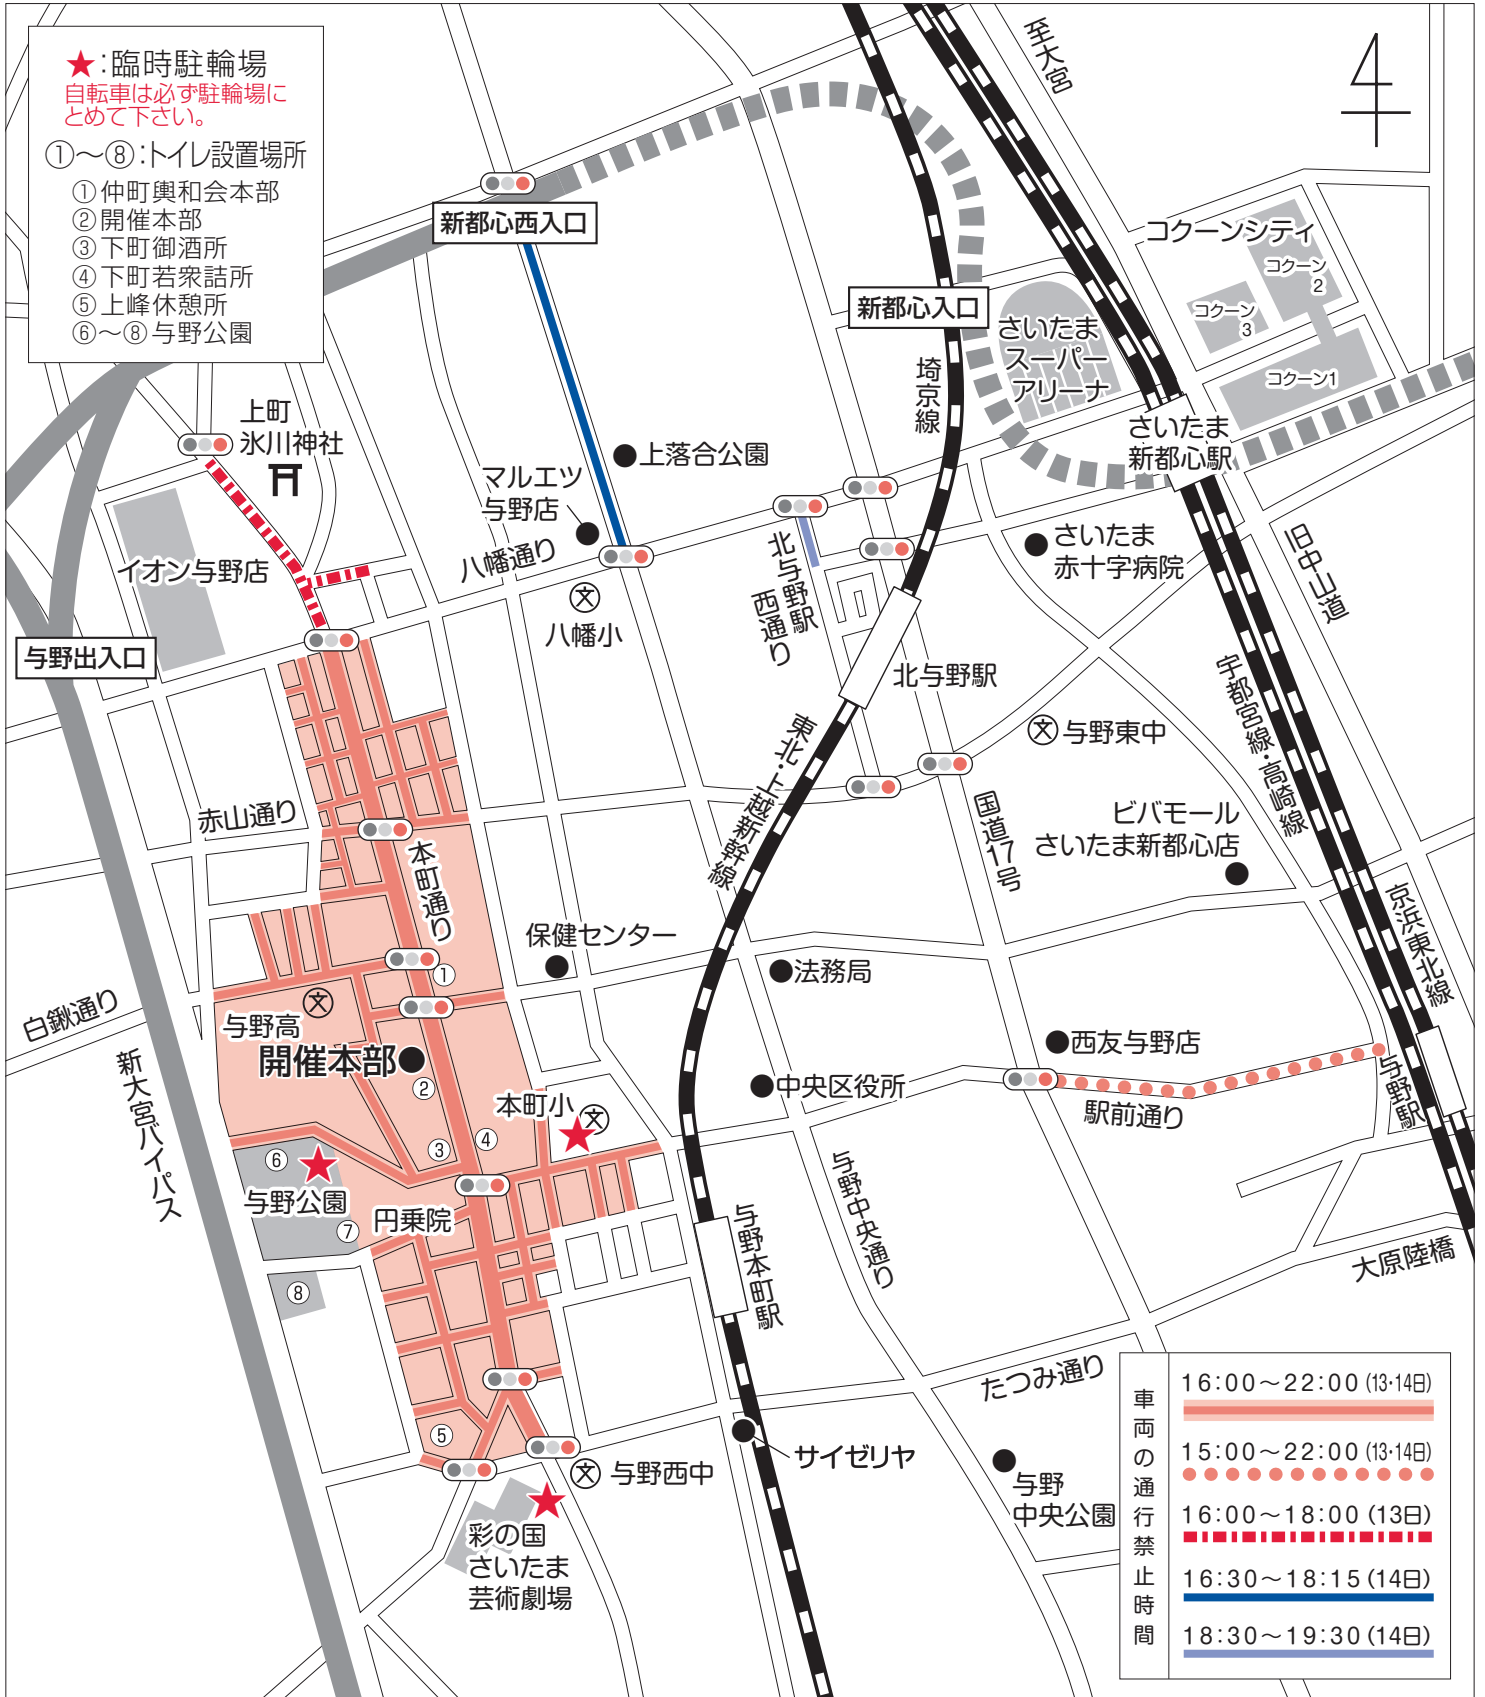 ★:臨時駐輪場
自転車は必ず駐輪場に
とめて下さい。
①～⑧:トイレ設置場所
①仲町輿和会本部
②開催本部
③下町御酒所
④下町若衆詰所
⑤上峰休憩所
⑥～⑧与野公園
至大宮
新都心西入口
新都心入口
コクーンシティ
コクーン
2
コクーン
3
コクーン1
さいたま
スーパー
アリーナ
埼京線
さいたま
新都心駅
上町
氷川神社
上落合公園
マルエツ
与野店
八幡通り
文
八幡小
北与野駅
西通り
さいたま
赤十字病院
旧中山道
イオン与野店
与野出入口
北与野駅
宇都宮線・高崎線
文
与野東中
東北・上越新幹線
赤山通り
本町通り
国道17号
ビバモール
さいたま新都心店
京浜東北線
保健センター
法務局
①
白鍬通り
文
与野高
開催本部
②
西友与野店
中央区役所
駅前通り
与野駅
新大宮バイパス
本町小
文
③
④
⑥
与野公園
⑦
円乗院
⑧
与野本町駅
与野中央通り
大原陸橋
たつみ通り
⑤
文
与野西中
サイゼリヤ
与野
中央公園
彩の国
さいたま
芸術劇場
車両の通行禁止時間
16:00～22:00(13・14日)
15:00～22:00(13・14日)
16:00～18:00(13日)
16:30～18:15(14日)
18:30～19:30(14日)